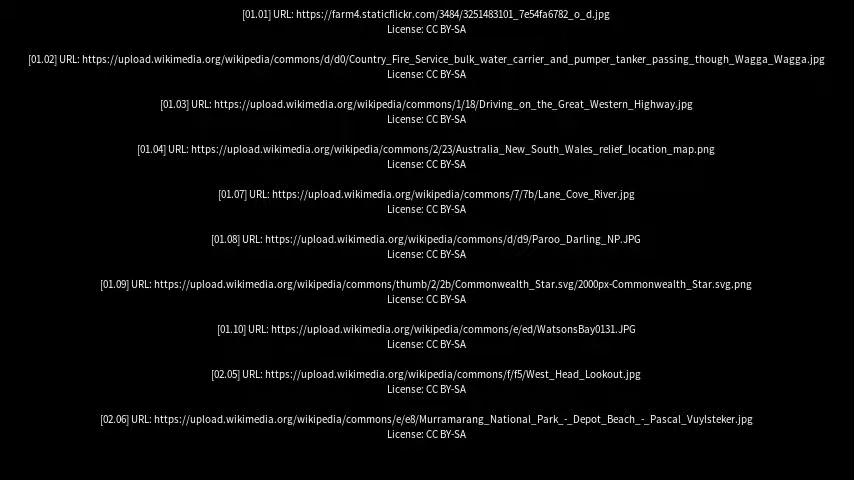 [01.01] URL: https://farm4.staticflickr.com/3484/3251483101_7e54fa6782_o_d.jpg
License: CC BY-SA
[01.02] URL: https://upload.wikimedia.org/wikipedia/commons/d/d0/Country_Fire_Service_bulk_water_carrier_and_pumper_tanker_passing_though_Wagga_Wagga.jpg
License: CC BY-SA
[01.03] URL: https://upload.wikimedia.org/wikipedia/commons/1/18/Driving_on_the_Great_Western_Highway.jpg
License: CC BY-SA
[01.04] URL: https://upload.wikimedia.org/wikipedia/commons/2/23/Australia_New_South_Wales_relief_location_map.png
License: CC BY-SA
[01.07] URL: https://upload.wikimedia.org/wikipedia/commons/7/7b/Lane_Cove_River.jpg
License: CC BY-SA
[01.08] URL: https://upload.wikimedia.org/wikipedia/commons/d/d9/Paroo_Darling_NP.JPG
License: CC BY-SA
[01.09] URL: https://upload.wikimedia.org/wikipedia/commons/thumb/2/2b/Commonwealth_Star.svg/2000px-Commonwealth_Star.svg.png
License: CC BY-SA
[01.10] URL: https://upload.wikimedia.org/wikipedia/commons/e/ed/WatsonsBay0131.JPG
License: CC BY-SA
[02.05] URL: https://upload.wikimedia.org/wikipedia/commons/f/f5/West_Head_Lookout.jpg
License: CC BY-SA
[02.06] URL: https://upload.wikimedia.org/wikipedia/commons/e/e8/Murramarang_National_Park_-_Depot_Beach_-_Pascal_Vuylsteker.jpg
License: CC BY-SA